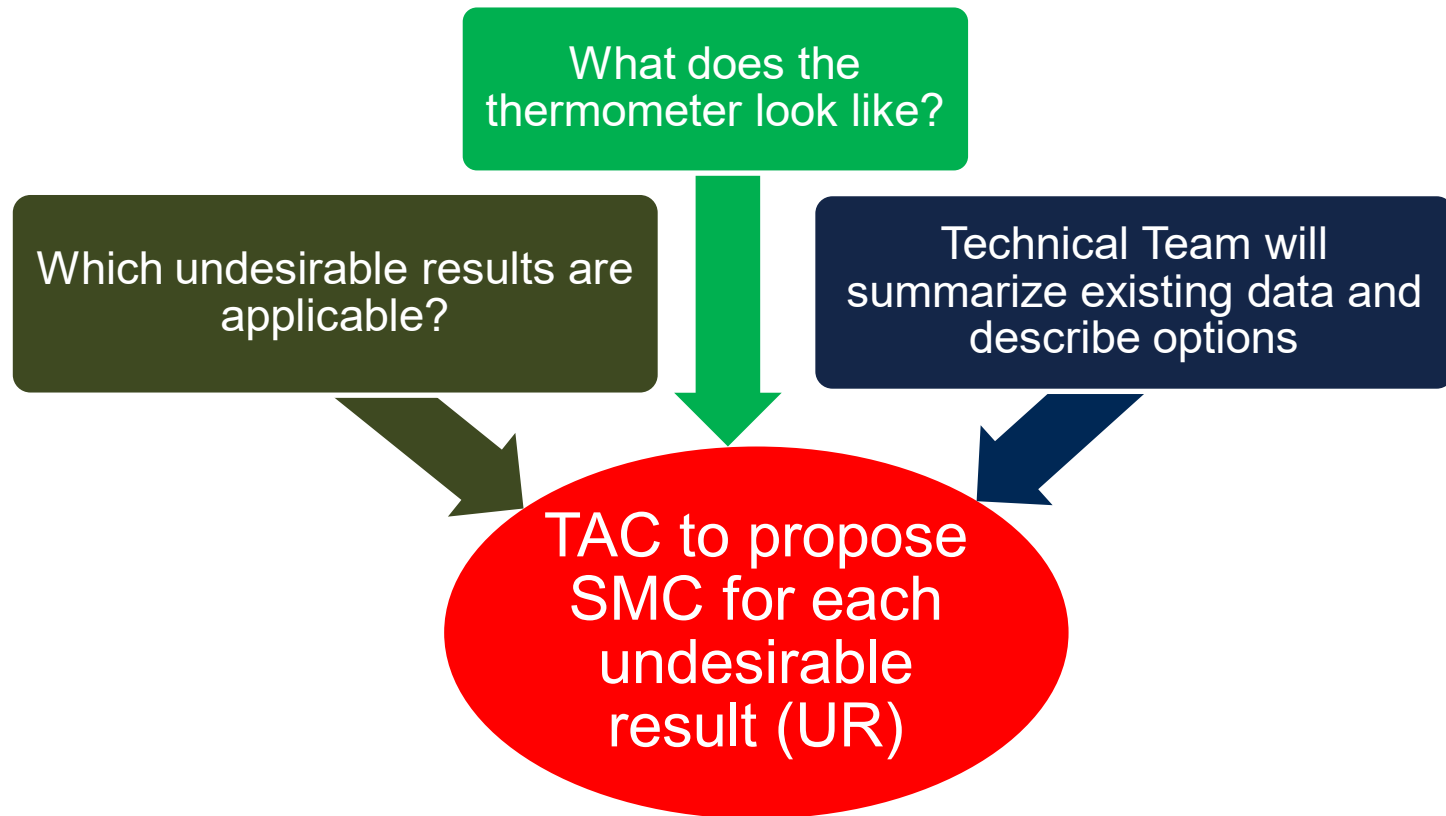 What does the
thermometer look like?
Which undesirable results are
applicable?
Technical Team will
summarize existing data and
describe options
TAC to propose
SMC for each
undesirable
result (UR)